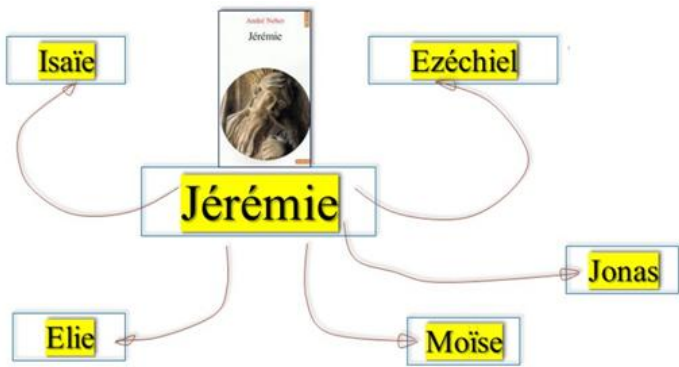 André Neher
Jérémie
Isaïe
Ezéchiel
Jérémie
Jonas
Elie
Moïse